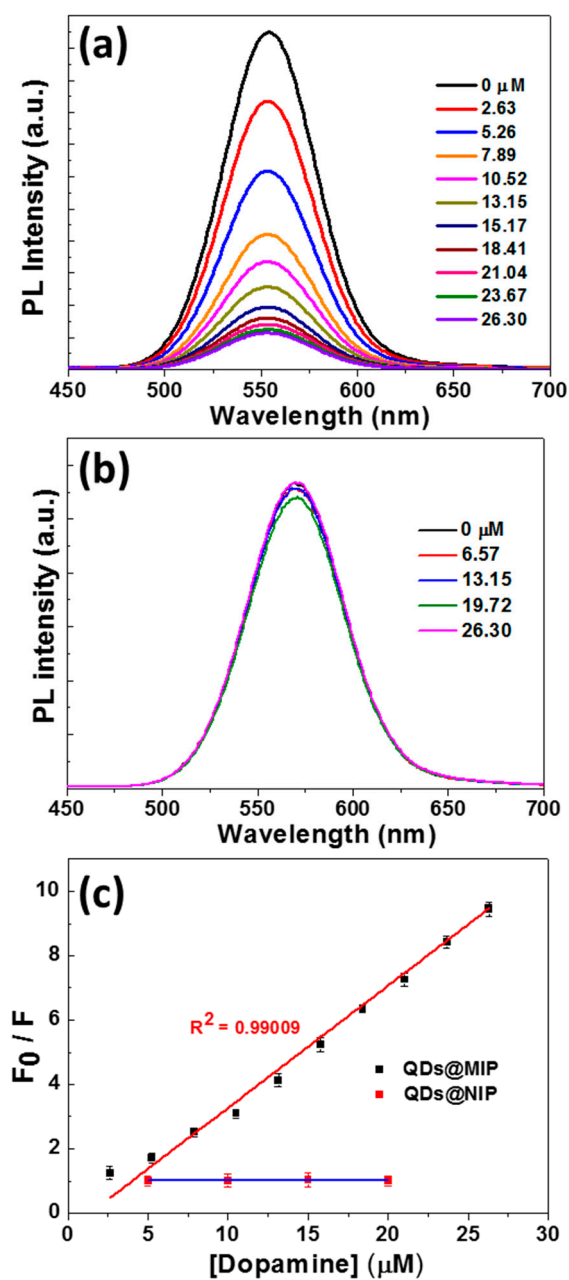 (a)
PL Intensity (a.u.)
0 μM
2.63
5.26
7.89
10.52
13.15
15.17
18.41
21.04
23.67
26.30
450 500 550 600 650 700
Wavelength (nm)
(b)
PL intensity (a.u.)
0 μM
6.57
13.15
19.72
26.30
450 500 550 600 650 700
Wavelength (nm)
(c)
F0 / F
10
8
6
4
2
0
R2 = 0.99009
QDs@MIP
QDs@NIP
0 5 10 15 20 25 30
[Dopamine] (μM)